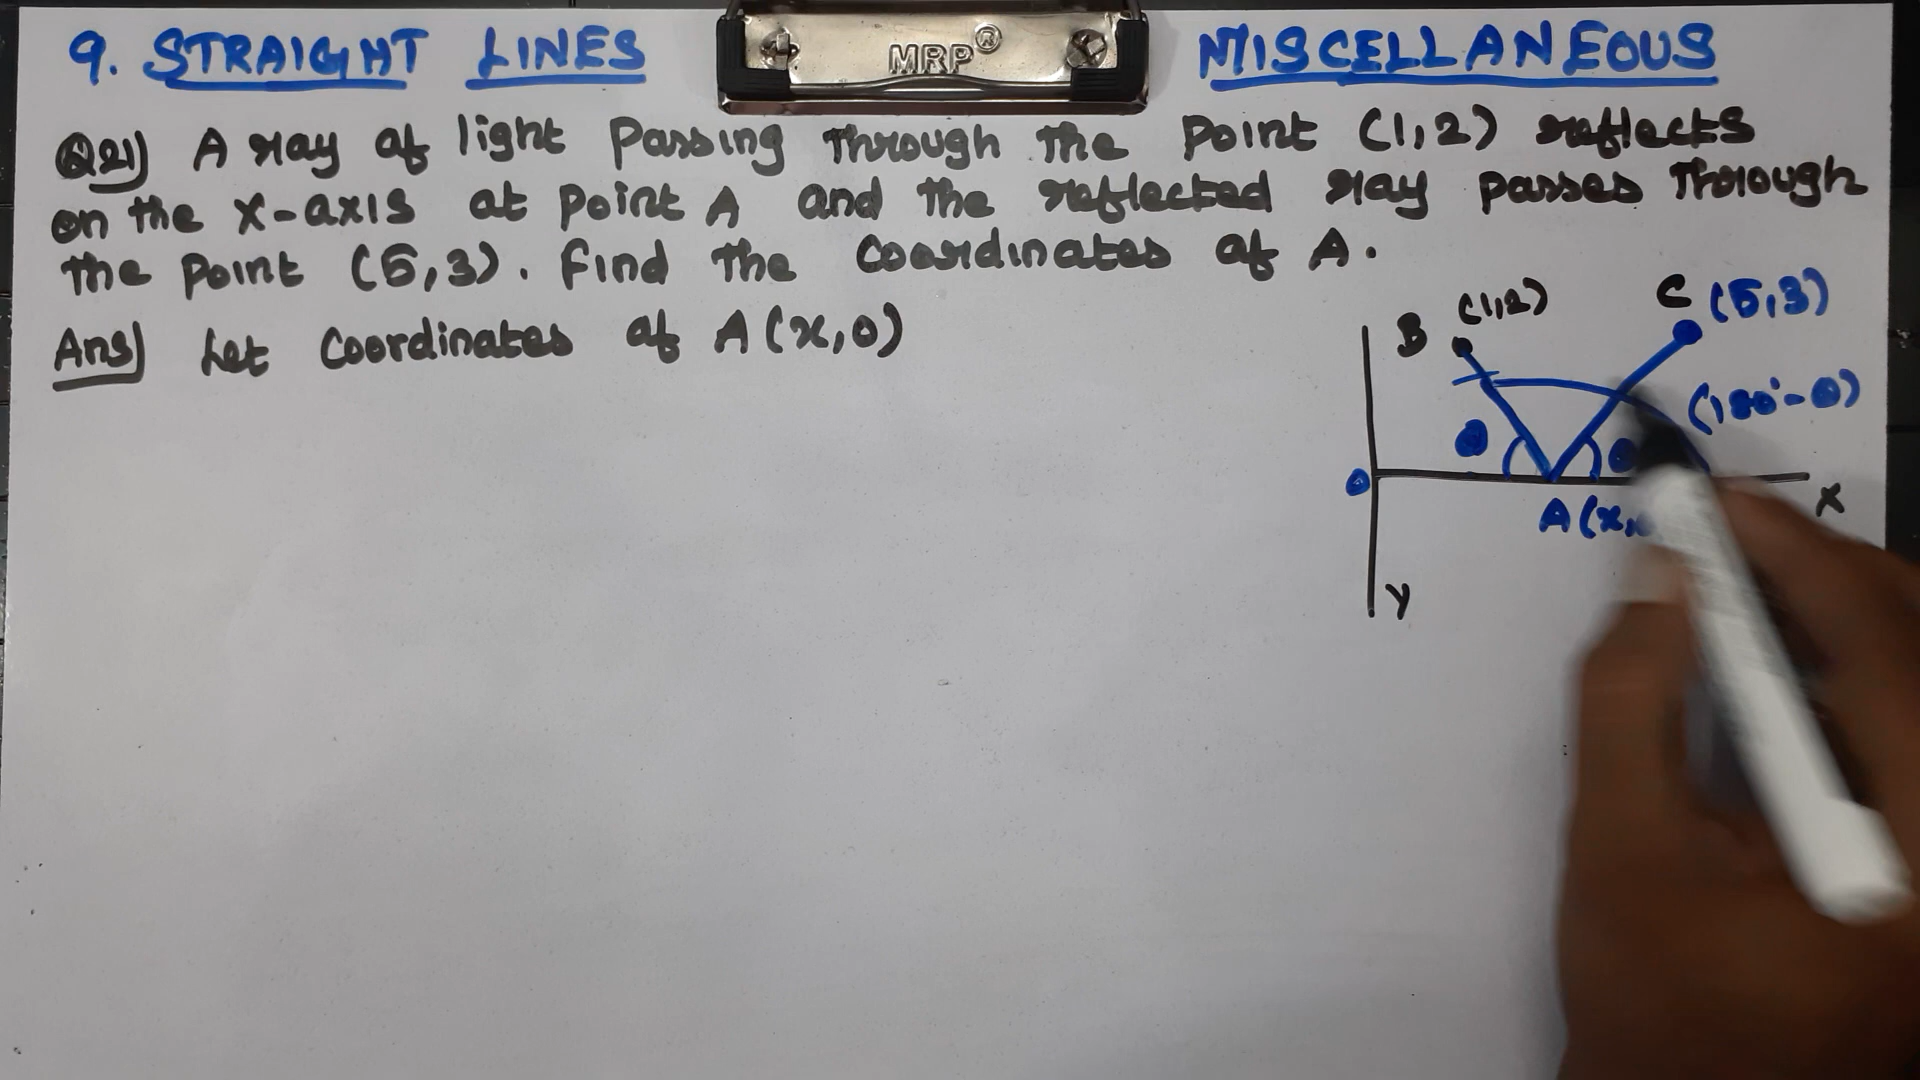 9. STRAIGHT LINES
MRP®
MISCELLANEOUS
Q21) A ray of light passing through the point (1,2) reflects
on the x-axis at point A and the reflected ray passes through
the point (5,3). Find the coordinates of A.
Ans) Let Coordinates of A(x,0)
B (1,2)
C (5,3)
(180°-θ)
θ
θ
0
A(x,
X
Y